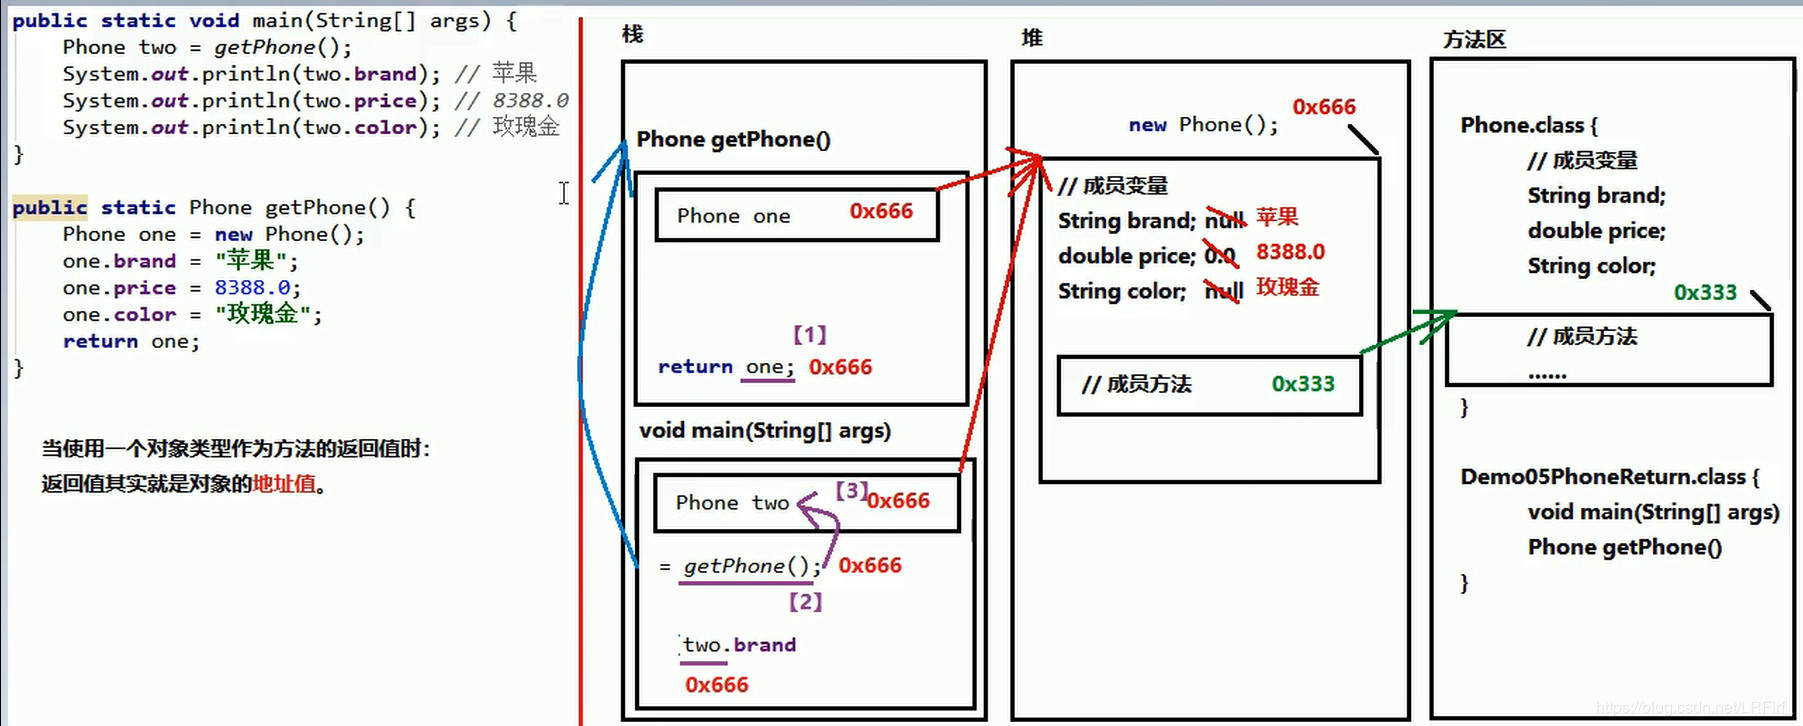 public static void main(String[] args) {
Phone two = getPhone();
System.out.println(two.brand); // 苹果
System.out.println(two.price); // 8388.0
System.out.println(two.color); // 玫瑰金
}
public static Phone getPhone() {
Phone one = new Phone();
one.brand = "苹果";
one.price = 8388.0;
one.color = "玫瑰金";
return one;
}
当使用一个对象类型作为方法的返回值时：
返回值其实就是对象的地址值。
栈
Phone getPhone()
Phone one 0x666
【1】
return one; 0x666
void main(String[] args)
Phone two 【3】0x666
= getPhone(); 0x666
【2】
two.brand
0x666
堆
0x666
new Phone();
// 成员变量
String brand; null 苹果
double price; 0.0 8388.0
String color; null 玫瑰金
// 成员方法 0x333
方法区
Phone.class {
// 成员变量
String brand;
double price;
String color;
0x333
// 成员方法
......
}
Demo05PhoneReturn.class {
void main(String[] args)
Phone getPhone()
}
https://blog.csdn.net/LRFlrf